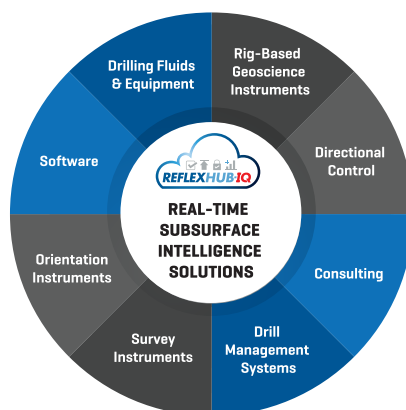 Drilling Fluids
& Equipment
Rig-Based
Geoscience
Instruments
Directional
Control
Consulting
Drill
Management
Systems
Survey
Instruments
Orientation
Instruments
Software
REFLEXHUB-IQ
REAL-TIME
SUBSURFACE
INTELLIGENCE
SOLUTIONS